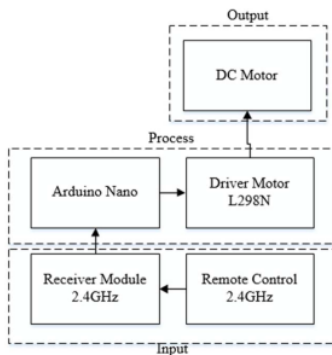 Output
DC Motor
Process
Arduino Nano
Driver Motor
L298N
Receiver Module
2.4GHz
Remote Control
2.4GHz
Input